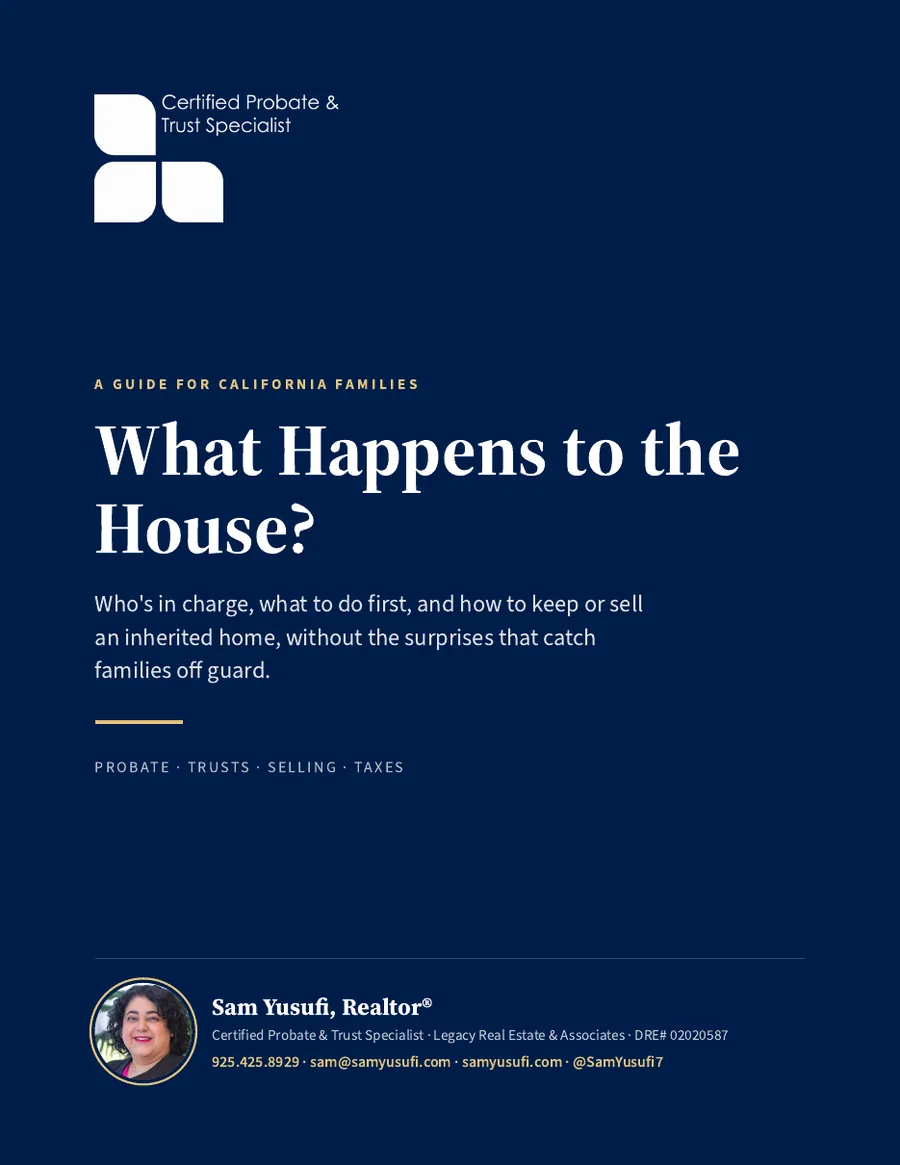 Certified Probate &
Trust Specialist
A GUIDE FOR CALIFORNIA FAMILIES
What Happens to the
House?
Who's in charge, what to do first, and how to keep or sell
an inherited home, without the surprises that catch
families off guard.
PROBATE · TRUSTS · SELLING · TAXES
Sam Yusufi, Realtor®
Certified Probate & Trust Specialist · Legacy Real Estate & Associates · DRE# 02020587
925.425.8929 · sam@samyusufi.com · samyusufi.com · @SamYusufi7